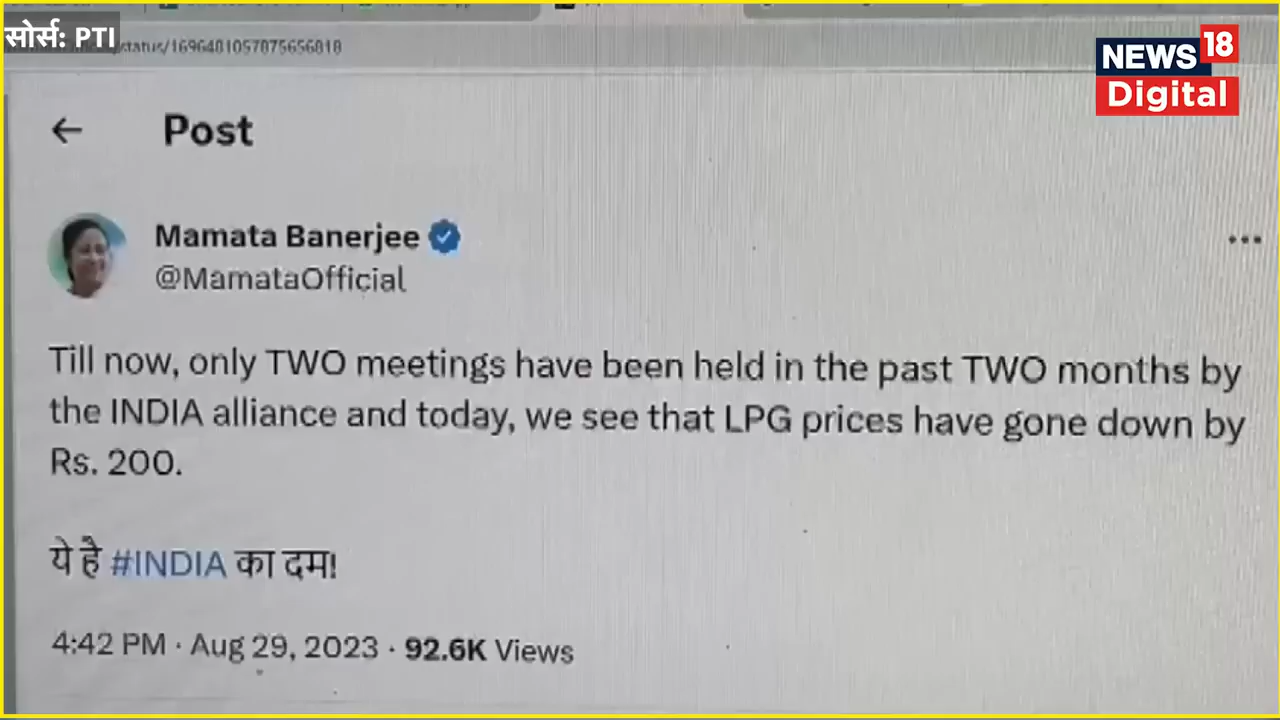 सोर्स: PTI
status/1696481057875656818
NEWS 18
Digital
Post
Mamata Banerjee
@MamataOfficial
Till now, only TWO meetings have been held in the past TWO months by
the INDIA alliance and today, we see that LPG prices have gone down by
Rs. 200.
ये है #INDIA का दम!
4:42 PM · Aug 29, 2023 · 92.6K Views